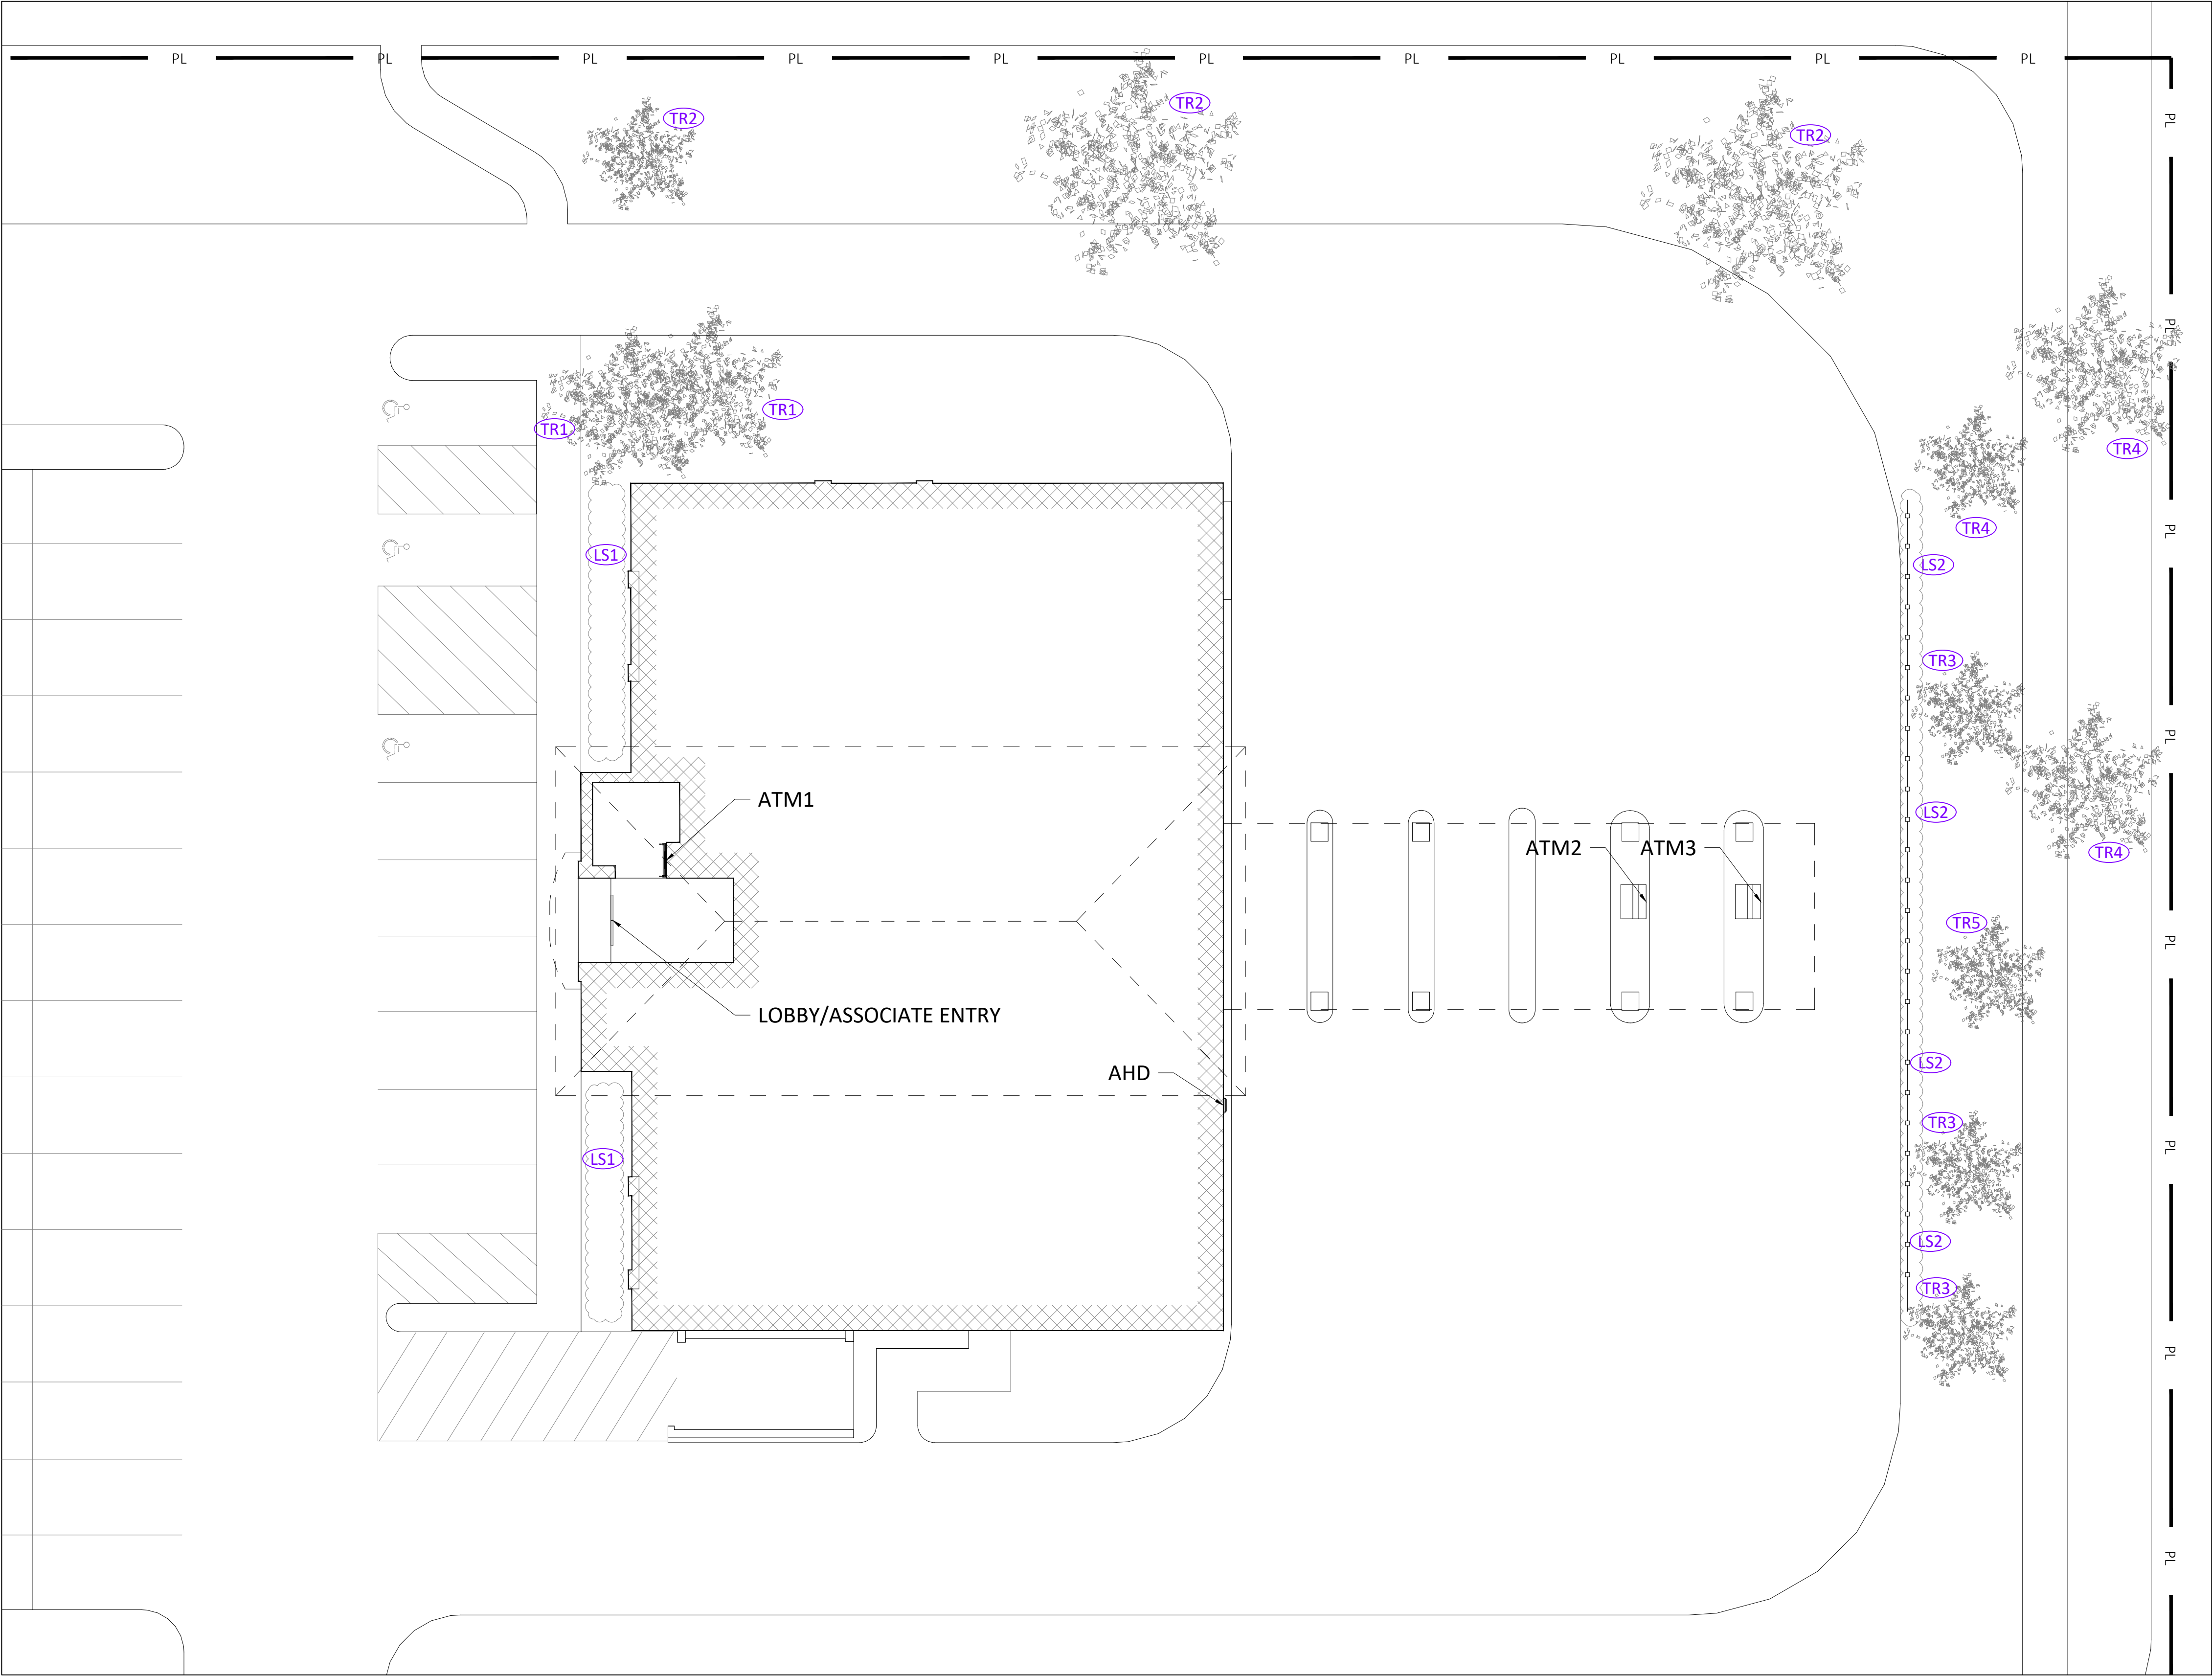 PL PL PL PL PL PL PL PL PL PL
TR2
TR2
TR2
PL
PL
TR1
TR1
TR4
TR4
PL
LS1
LS2
TR3
PL
ATM1
LS2
ATM2
ATM3
TR4
TR5
PL
LOBBY/ASSOCIATE ENTRY
LS2
AHD
TR3
PL
LS1
LS2
TR3
PL
PL